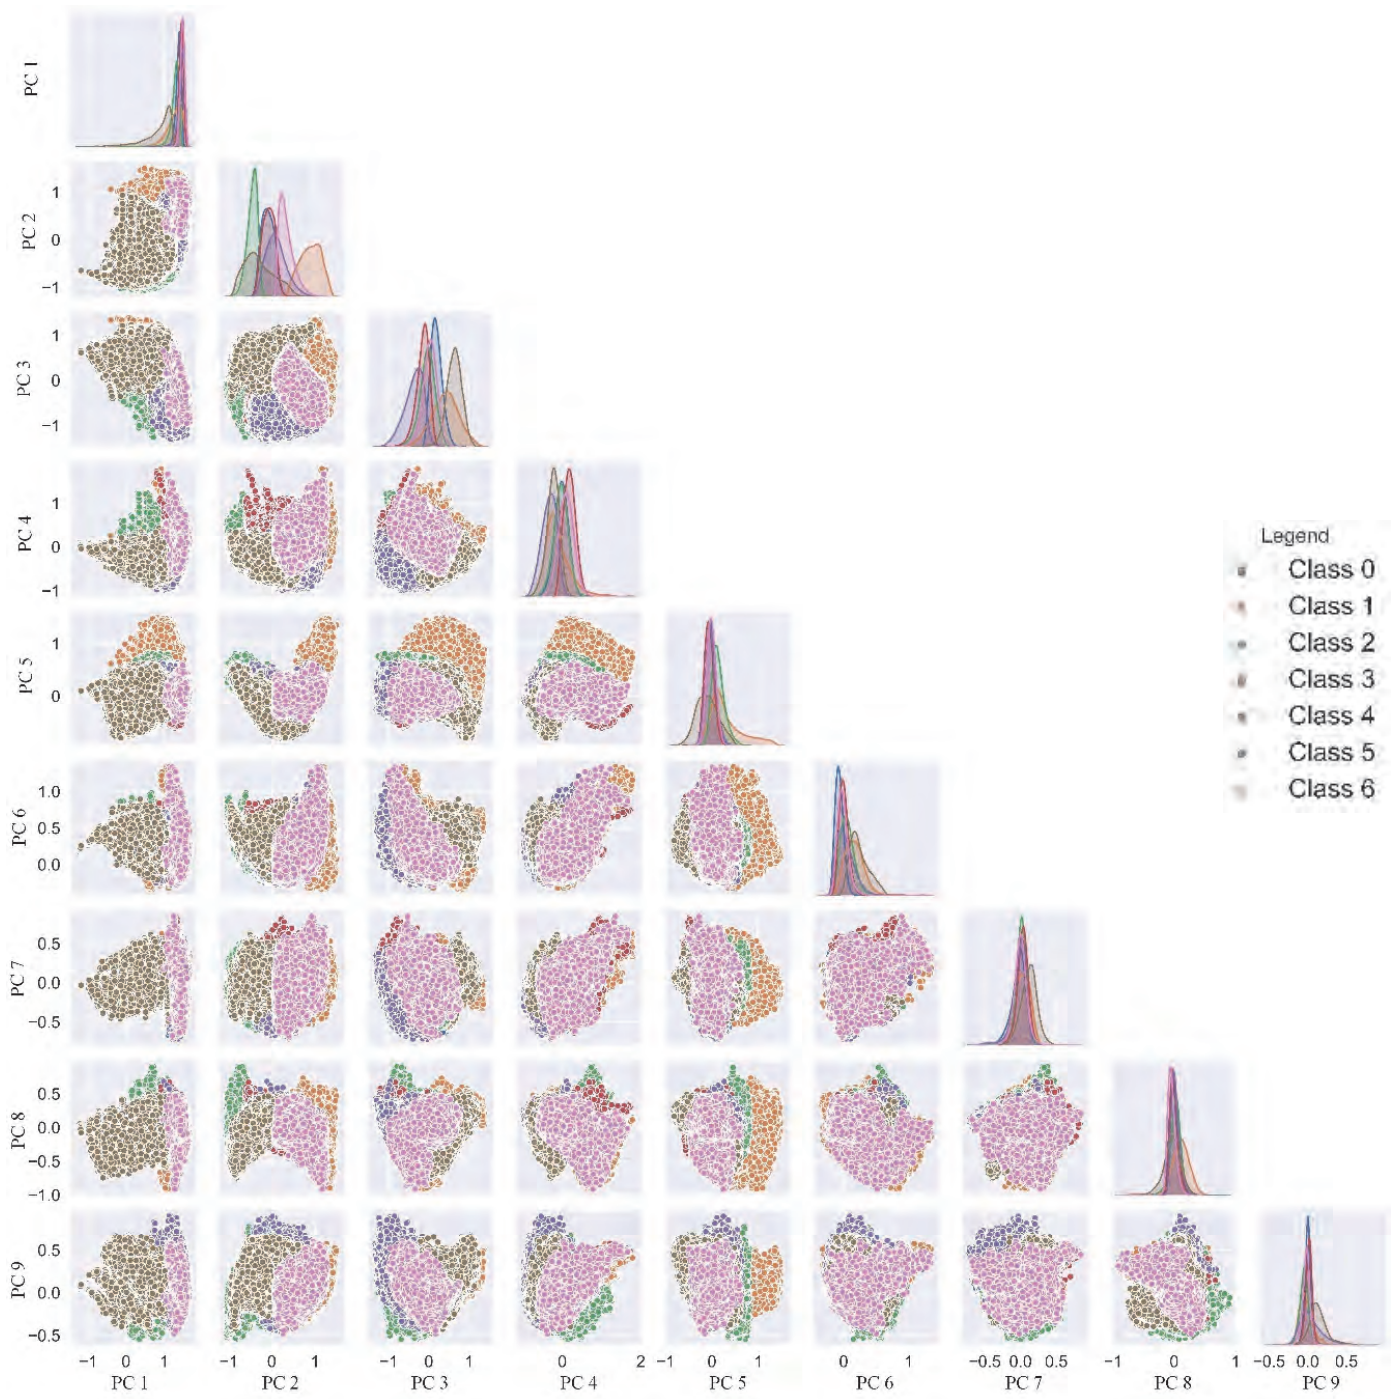 PC 1
1
0
−1
PC 2
1
0
−1
PC 3
1
0
−1
PC 4
Legend
Class 0
Class 1
Class 2
Class 3
Class 4
Class 5
Class 6
1
0
PC 5
1.0
0.5
0.0
PC 6
0.5
0.0
−0.5
PC 7
0.5
0.0
−0.5
−1.0
PC 8
0.5
0.0
−0.5
PC 9
−1 0 1 −1 0 1 −1 0 1 0 2 −1 0 1 0 1 −0.5 0.0 0.5 −1 0 1 −0.5 0.0 0.5
PC 1 PC 2 PC 3 PC 4 PC 5 PC 6 PC 7 PC 8 PC 9